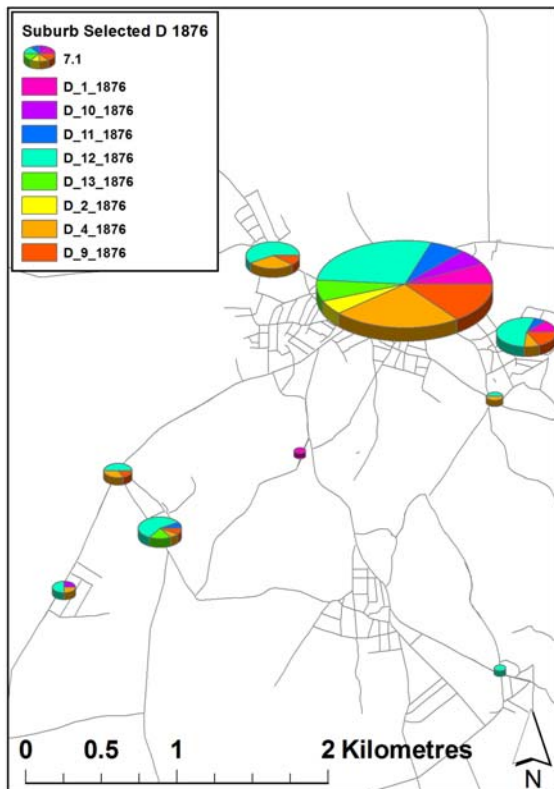 Suburb Selected D 1876
7.1
D_1_1876
D_10_1876
D_11_1876
D_12_1876
D_13_1876
D_2_1876
D_4_1876
D_9_1876
0 0.5 1 2 Kilometres
N